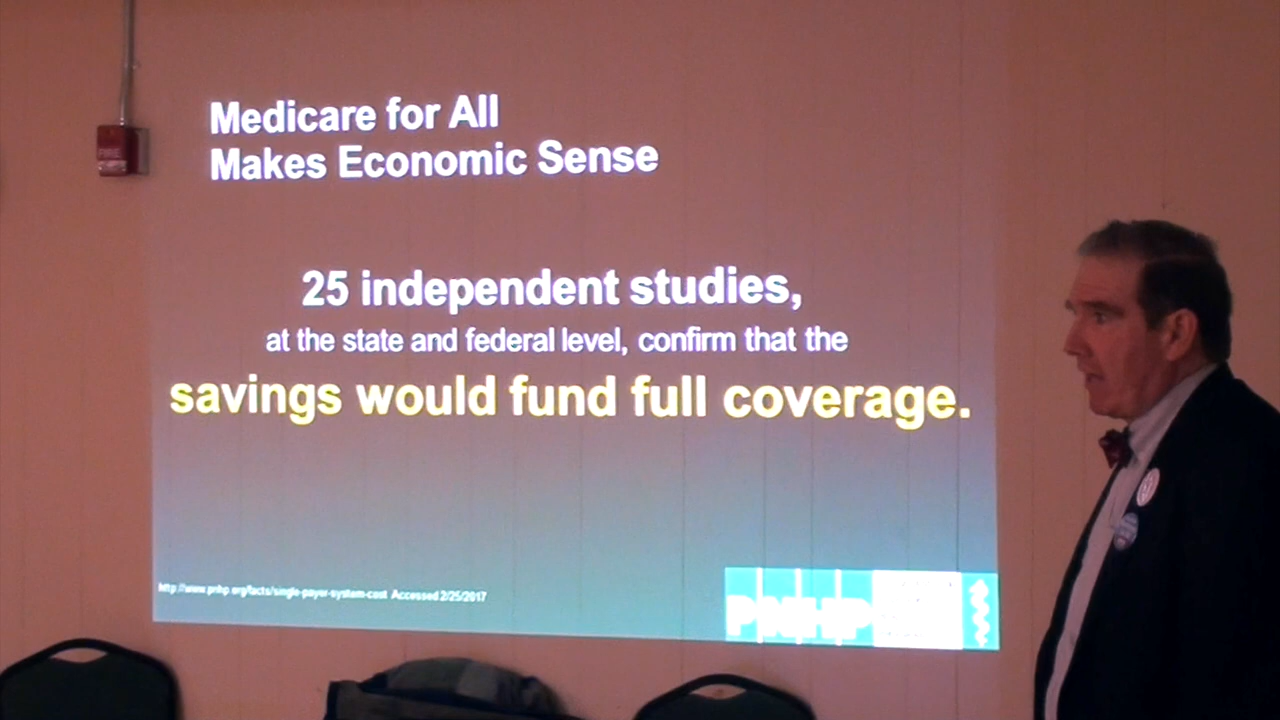 FIRE
Medicare for All
Makes Economic Sense
25 independent studies,
at the state and federal level, confirm that the
savings would fund full coverage.
http://www.pnhp.org/facts/single-payer-system-cost Accessed 2/25/2017
PNHP